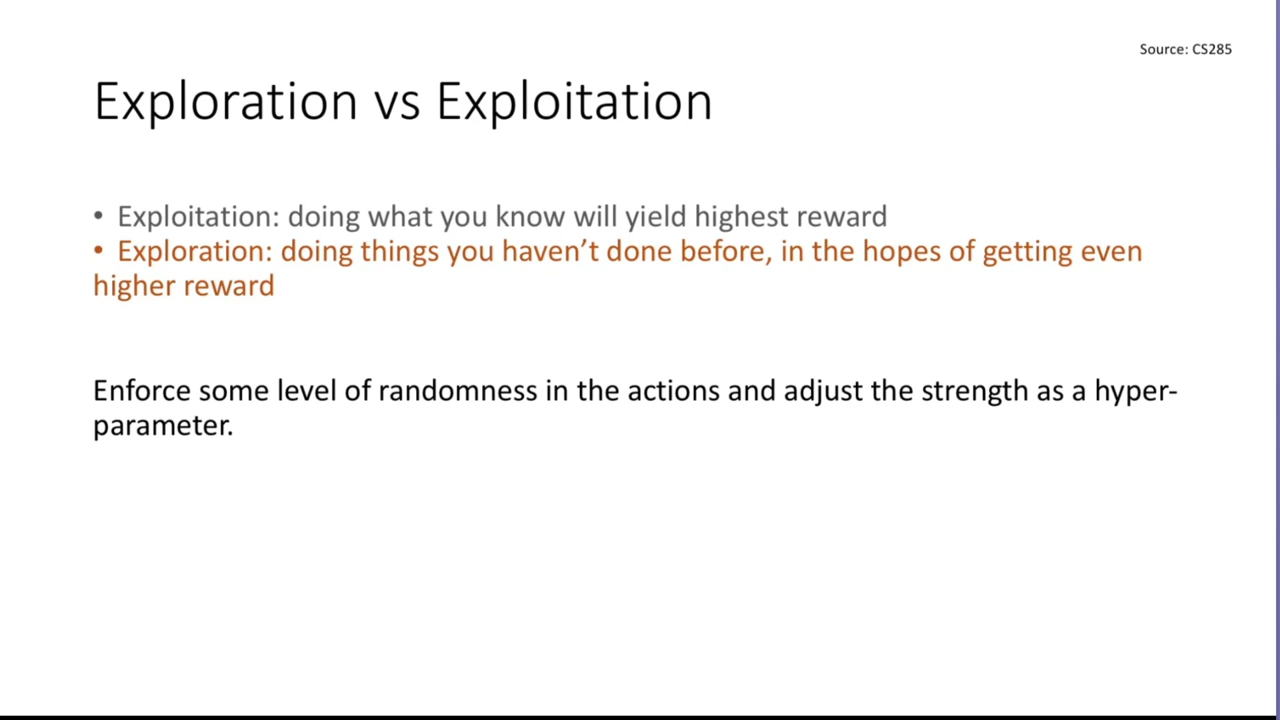 Source: CS285
Exploration vs Exploitation
• Exploitation: doing what you know will yield highest reward
• Exploration: doing things you haven’t done before, in the hopes of getting even
higher reward
Enforce some level of randomness in the actions and adjust the strength as a hyper-
parameter.